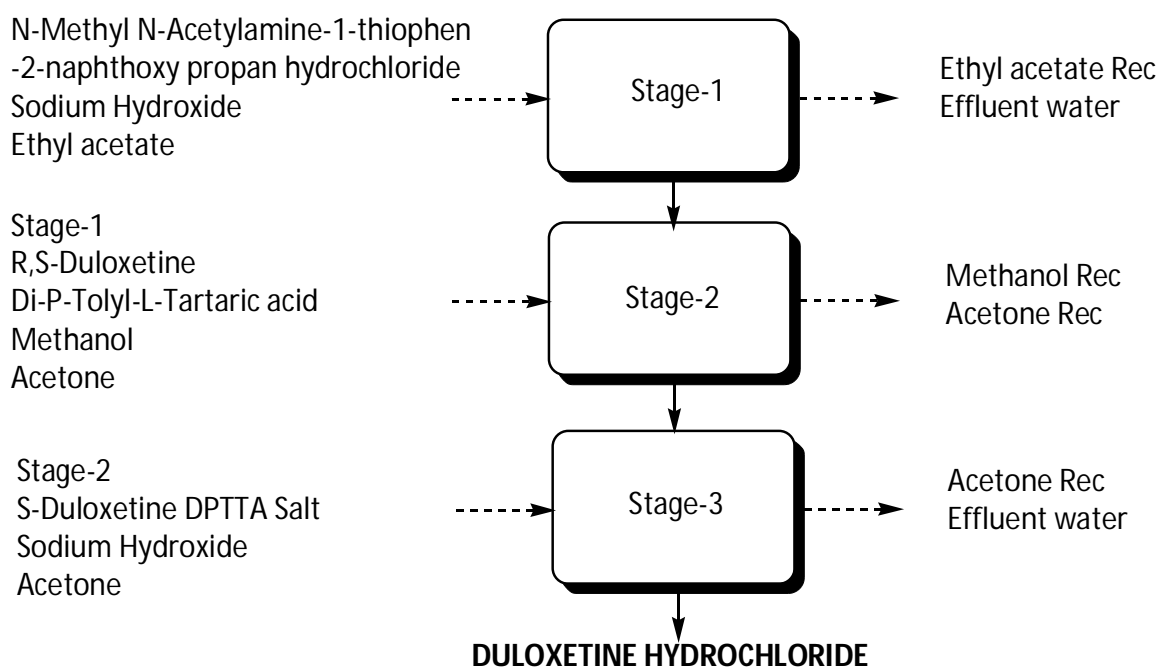 N-Methyl N-Acetylamine-1-thiophen
-2-naphthoxy propan hydrochloride
Sodium Hydroxide
Ethyl acetate
Stage-1
Ethyl acetate Rec
Effluent water
Stage-1
R,S-Duloxetine
Di-P-Tolyl-L-Tartaric acid
Methanol
Acetone
Stage-2
Methanol Rec
Acetone Rec
Stage-2
S-Duloxetine DPTTA Salt
Sodium Hydroxide
Acetone
Stage-3
Acetone Rec
Effluent water
DULOXETINE HYDROCHLORIDE